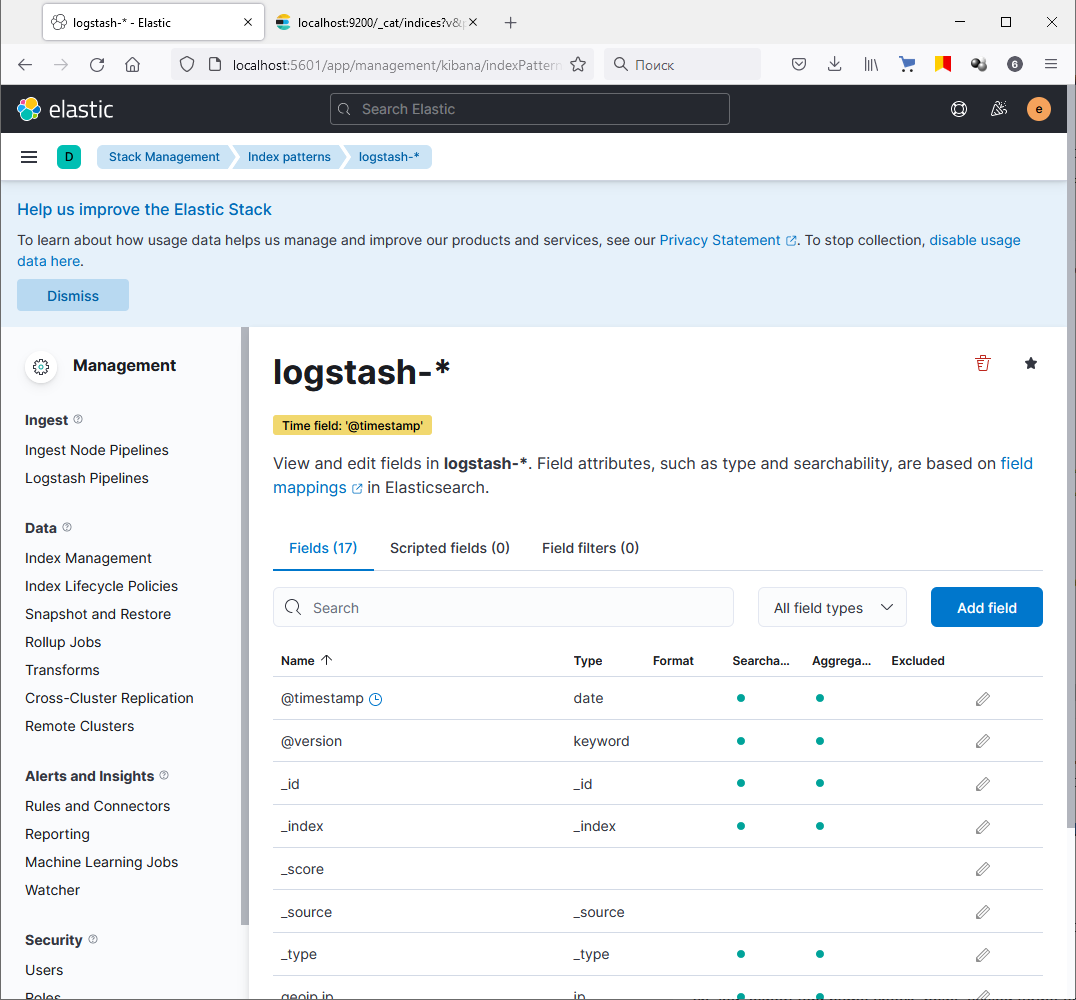 logstash-* - Elastic
localhost:9200/_cat/indices?v&
localhost:5601/app/management/kibana/indexPattern
Поиск
6
elastic
Search Elastic
e
D
Stack Management
Index patterns
logstash-*
Help us improve the Elastic Stack
To learn about how usage data helps us manage and improve our products and services, see our Privacy Statement. To stop collection, disable usage
data here.
Dismiss
Management
Ingest
Ingest Node Pipelines
Logstash Pipelines
Data
Index Management
Index Lifecycle Policies
Snapshot and Restore
Rollup Jobs
Transforms
Cross-Cluster Replication
Remote Clusters
Alerts and Insights
Rules and Connectors
Reporting
Machine Learning Jobs
Watcher
Security
Users
Roles
logstash-*
Time field: '@timestamp'
View and edit fields in logstash-*. Field attributes, such as type and searchability, are based on field
mappings in Elasticsearch.
Fields (17)
Scripted fields (0)
Field filters (0)
Search
All field types
Add field
Name Type Format Searcha... Aggrega... Excluded
@timestamp date
@version keyword
_id _id
_index _index
_score
_source _source
_type _type
geoip.ip ip